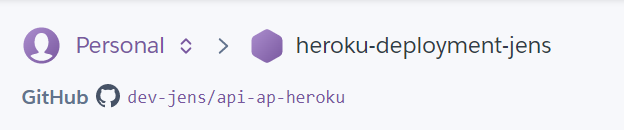 Personal > heroku-deployment-jens
GitHub dev-jens/api-ap-heroku